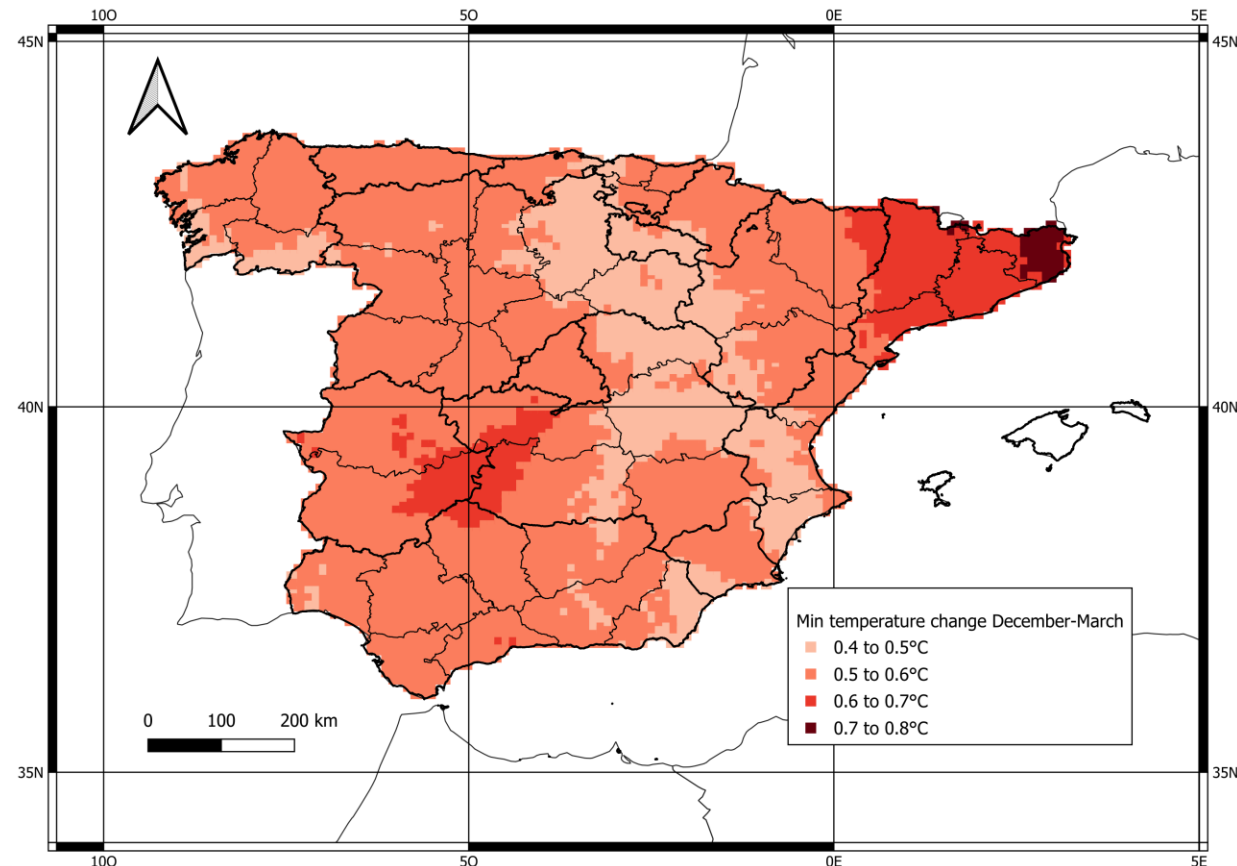 10O 5O 0E 5E
45N 45N
40N 40N
Min temperature change December-March
0.4 to 0.5°C
0.5 to 0.6°C
0.6 to 0.7°C
0.7 to 0.8°C
0 100 200 km
35N 35N
10O 5O 0E 5E